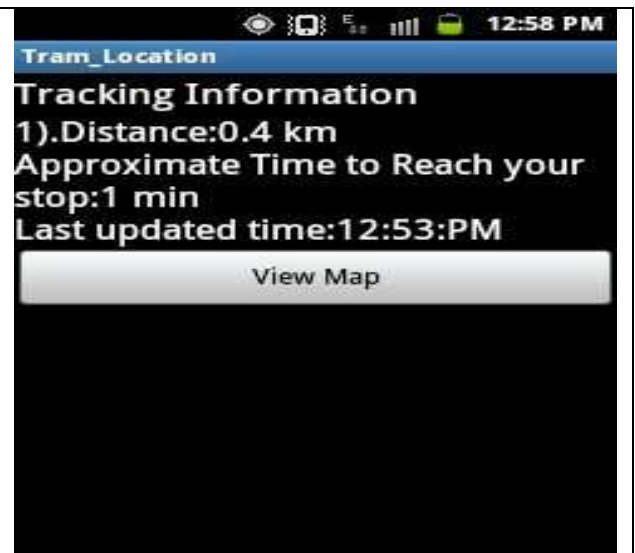 12:58 PM
Tram_Location
Tracking Information
1).Distance:0.4 km
Approximate Time to Reach your
stop:1 min
Last updated time:12:53:PM
View Map